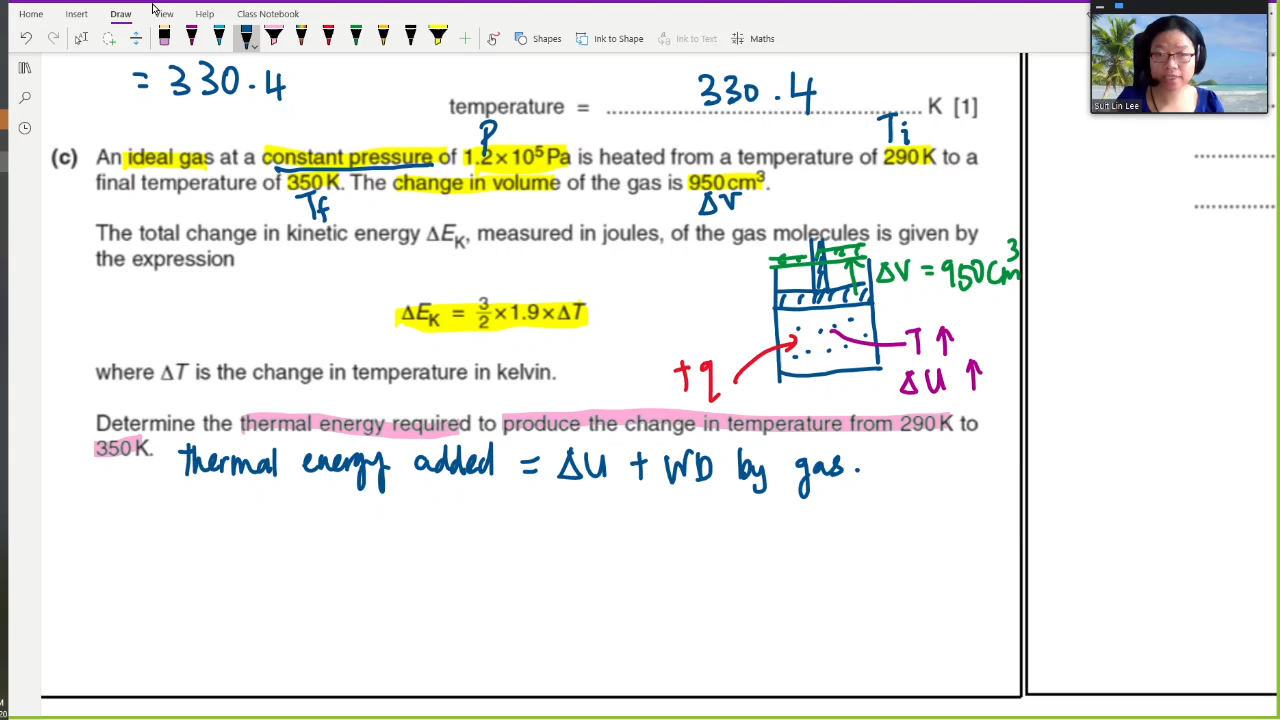 Home Insert Draw View Help Class Notebook
Shapes Ink to Shape Ink to Text Maths
= 330.4
330.4
temperature = .......... K [1]
P
Ti
(c) An ideal gas at a constant pressure of 1.2 × 10⁵ Pa is heated from a temperature of 290 K to a
final temperature of 350 K. The change in volume of the gas is 950 cm³.
Tf
ΔV
The total change in kinetic energy ΔE_K, measured in joules, of the gas molecules is given by
the expression
ΔV = 950 cm³
ΔE_K = 3/2 × 1.9 × ΔT
T ↑
where ΔT is the change in temperature in kelvin.
+q
ΔU ↑
Determine the thermal energy required to produce the change in temperature from 290 K to
350 K.
thermal energy added = ΔU + WD by gas.
Suit Lin Lee